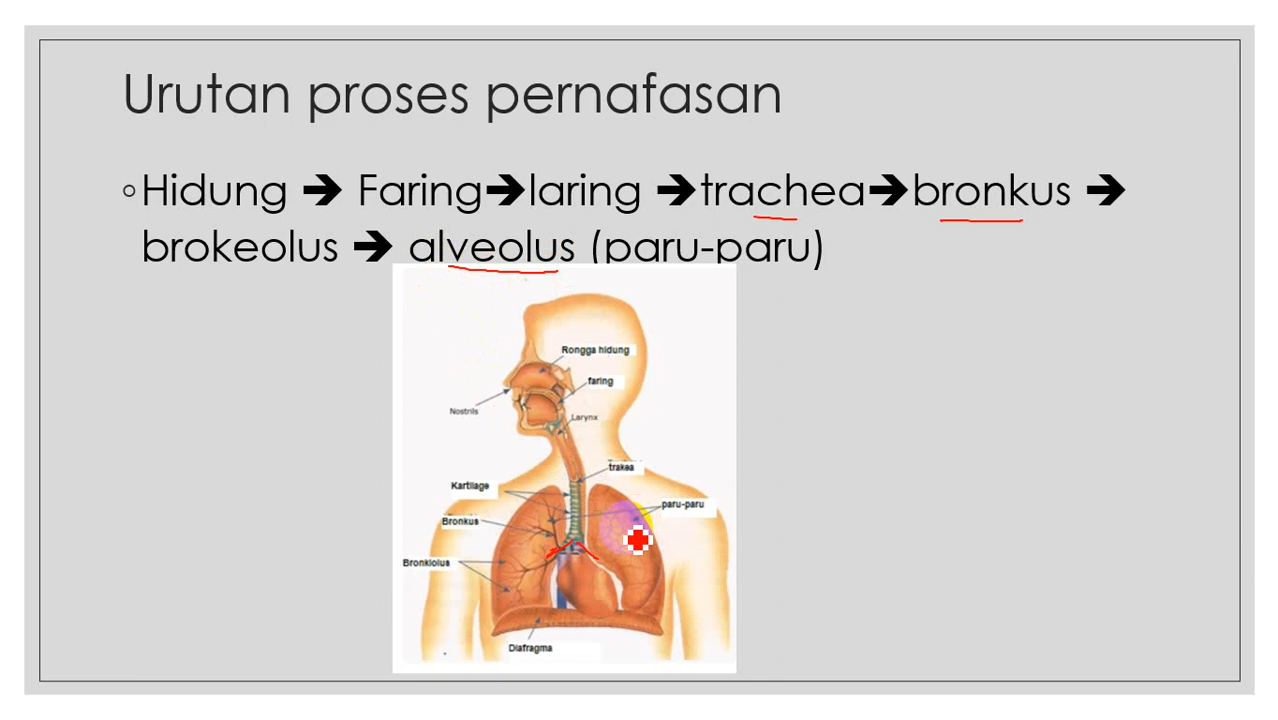 Urutan proses pernafasan
◦Hidung ➔ Faring➔laring ➔trachea➔bronkus ➔
brokeolus ➔ alveolus (paru-paru)
Rongga hidung
faring
Nostrils
Larynx
trakea
Kartilage
paru-paru
Bronkus
Bronkiolus
Diafragma